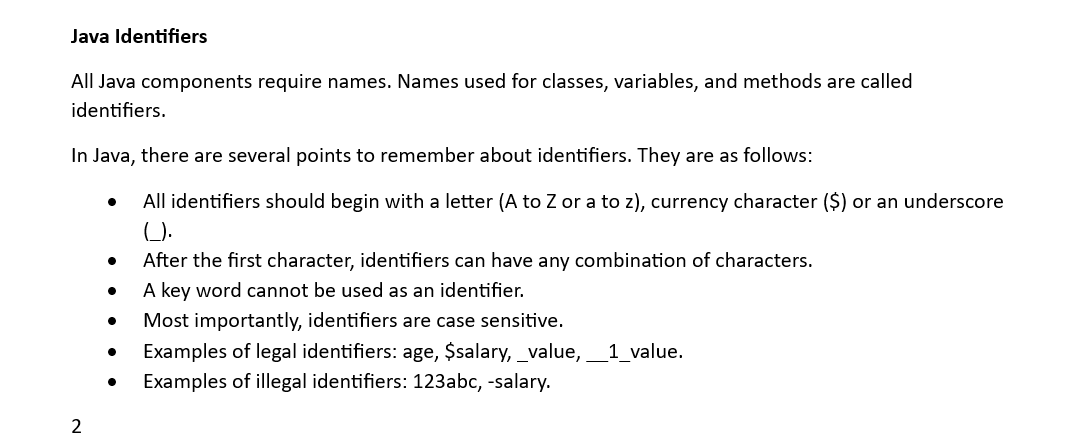 Java Identifiers
All Java components require names. Names used for classes, variables, and methods are called
identifiers.
In Java, there are several points to remember about identifiers. They are as follows:
• All identifiers should begin with a letter (A to Z or a to z), currency character ($) or an underscore
(_).
• After the first character, identifiers can have any combination of characters.
• A key word cannot be used as an identifier.
• Most importantly, identifiers are case sensitive.
• Examples of legal identifiers: age, $salary, _value, __1_value.
• Examples of illegal identifiers: 123abc, -salary.
2